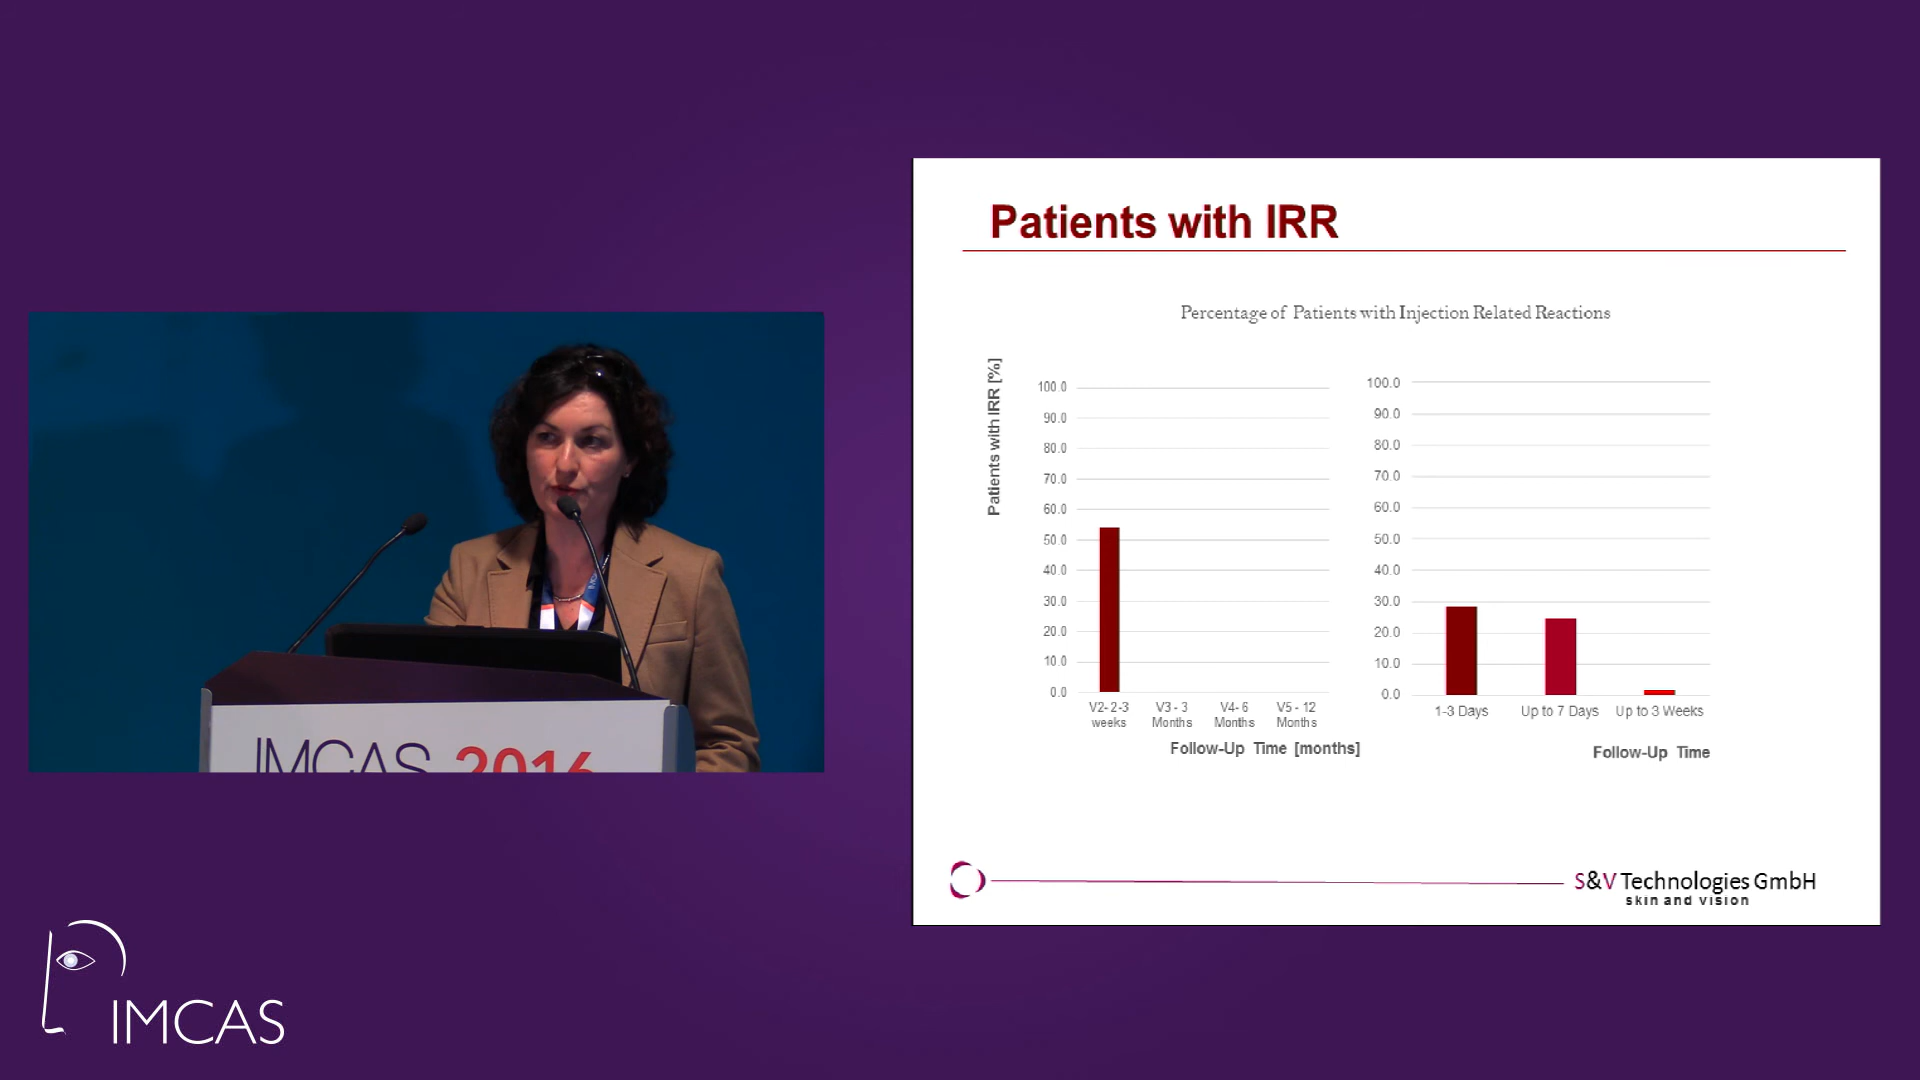 Patients with IRR
Percentage of Patients with Injection Related Reactions
Patients with IRR [%]
100.0
90.0
80.0
70.0
60.0
50.0
40.0
30.0
20.0
10.0
0.0
V2- 2-3 weeks
V3 - 3 Months
V4- 6 Months
V5 - 12 Months
Follow-Up Time [months]
100.0
90.0
80.0
70.0
60.0
50.0
40.0
30.0
20.0
10.0
0.0
1-3 Days
Up to 7 Days
Up to 3 Weeks
Follow-Up Time
S&V Technologies GmbH
skin and vision
IMCAS 2016
IMCAS